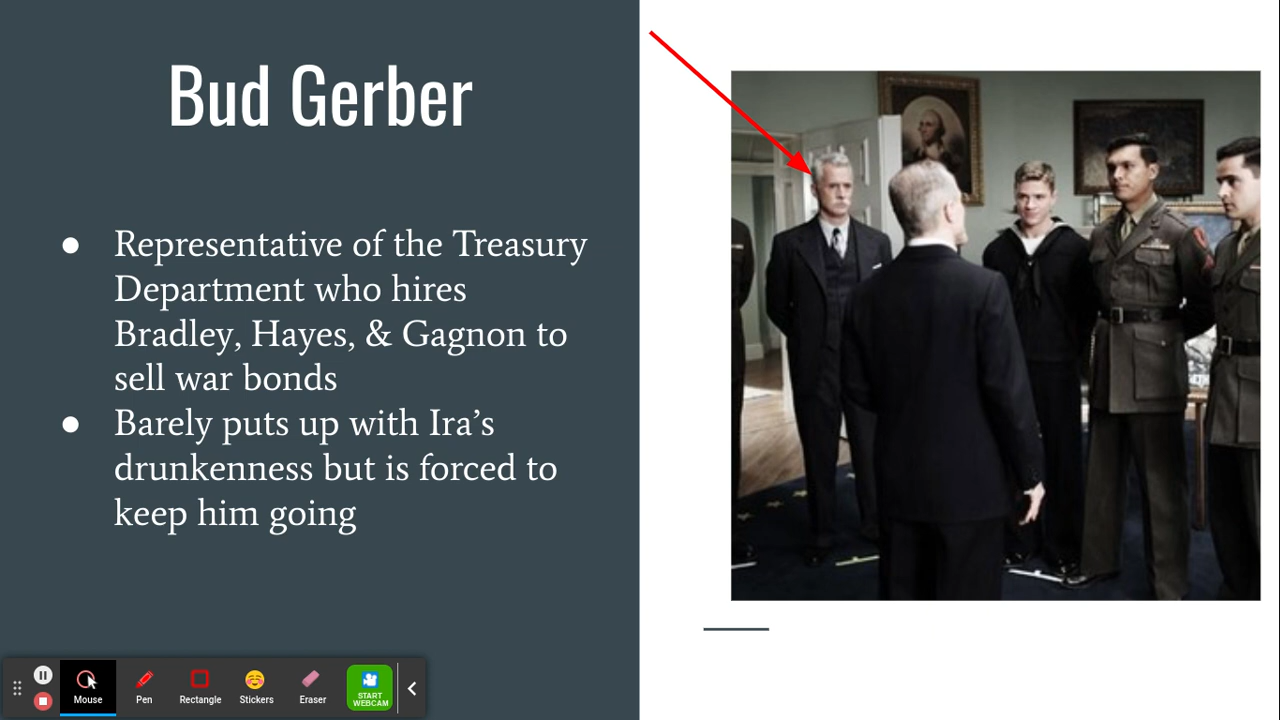 Bud Gerber
● Representative of the Treasury
Department who hires
Bradley, Hayes, & Gagnon to
sell war bonds
● Barely puts up with Ira’s
drunkenness but is forced to
keep him going
Mouse
Pen
Rectangle
Stickers
Eraser
START
WEBCAM